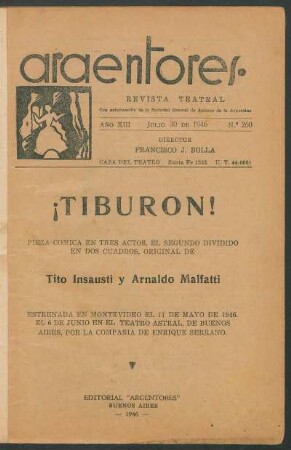 argentores.
REVISTA TEATRAL
Con autorización de la Sociedad General de Autores de la Argentina
AÑO XIII JULIO 30 DE 1946 N.º 260
DIRECTOR
FRANCISCO J. BOLLA
CASA DEL TEATRO Santa Fe 1243 U. T. 44
¡TIBURON!
PIEZA COMICA EN TRES ACTOS, EL SEGUNDO DIVIDIDO
EN DOS CUADROS, ORIGINAL DE
Tito Insausti y Arnaldo Malfatti
ESTRENADA EN MONTEVIDEO EL 11 DE MAYO DE 1946.
EL 6 DE JUNIO EN EL TEATRO ASTRAL, DE BUENOS
AIRES, POR LA COMPAÑIA DE ENRIQUE SERRANO.
EDITORIAL "ARGENTORES"
BUENOS AIRES
— 1946 —